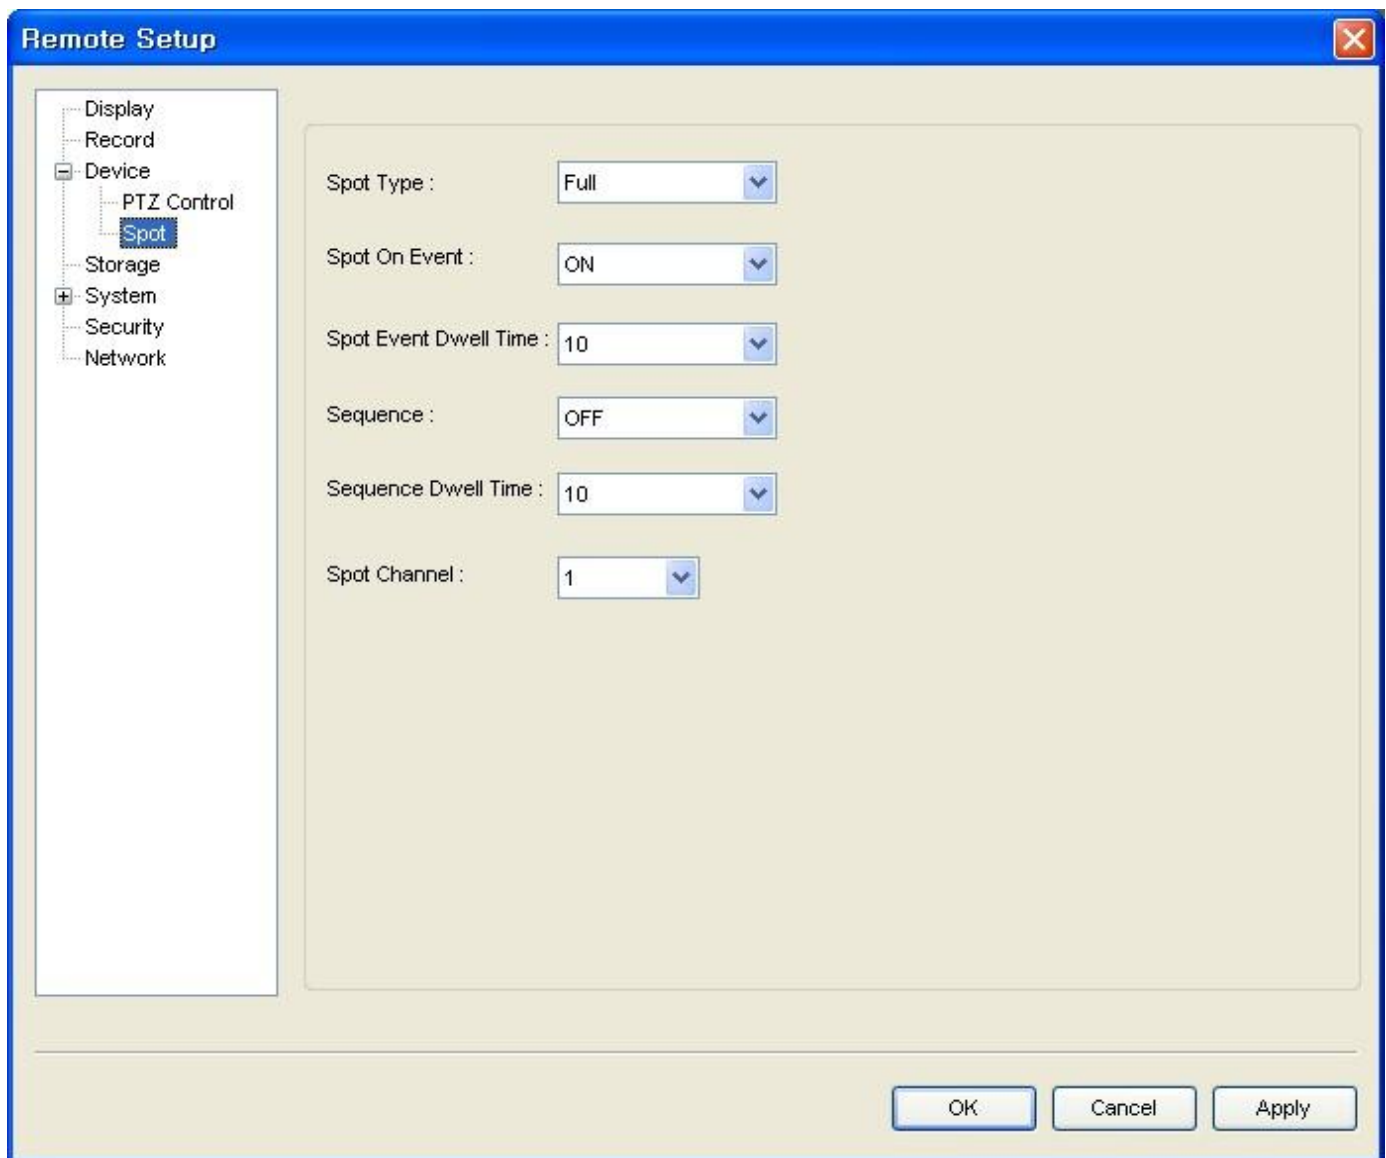 Remote Setup
Display
Record
Device
PTZ Control
Spot
Storage
System
Security
Network
Spot Type : Full
Spot On Event : ON
Spot Event Dwell Time : 10
Sequence : OFF
Sequence Dwell Time : 10
Spot Channel : 1
OK Cancel Apply